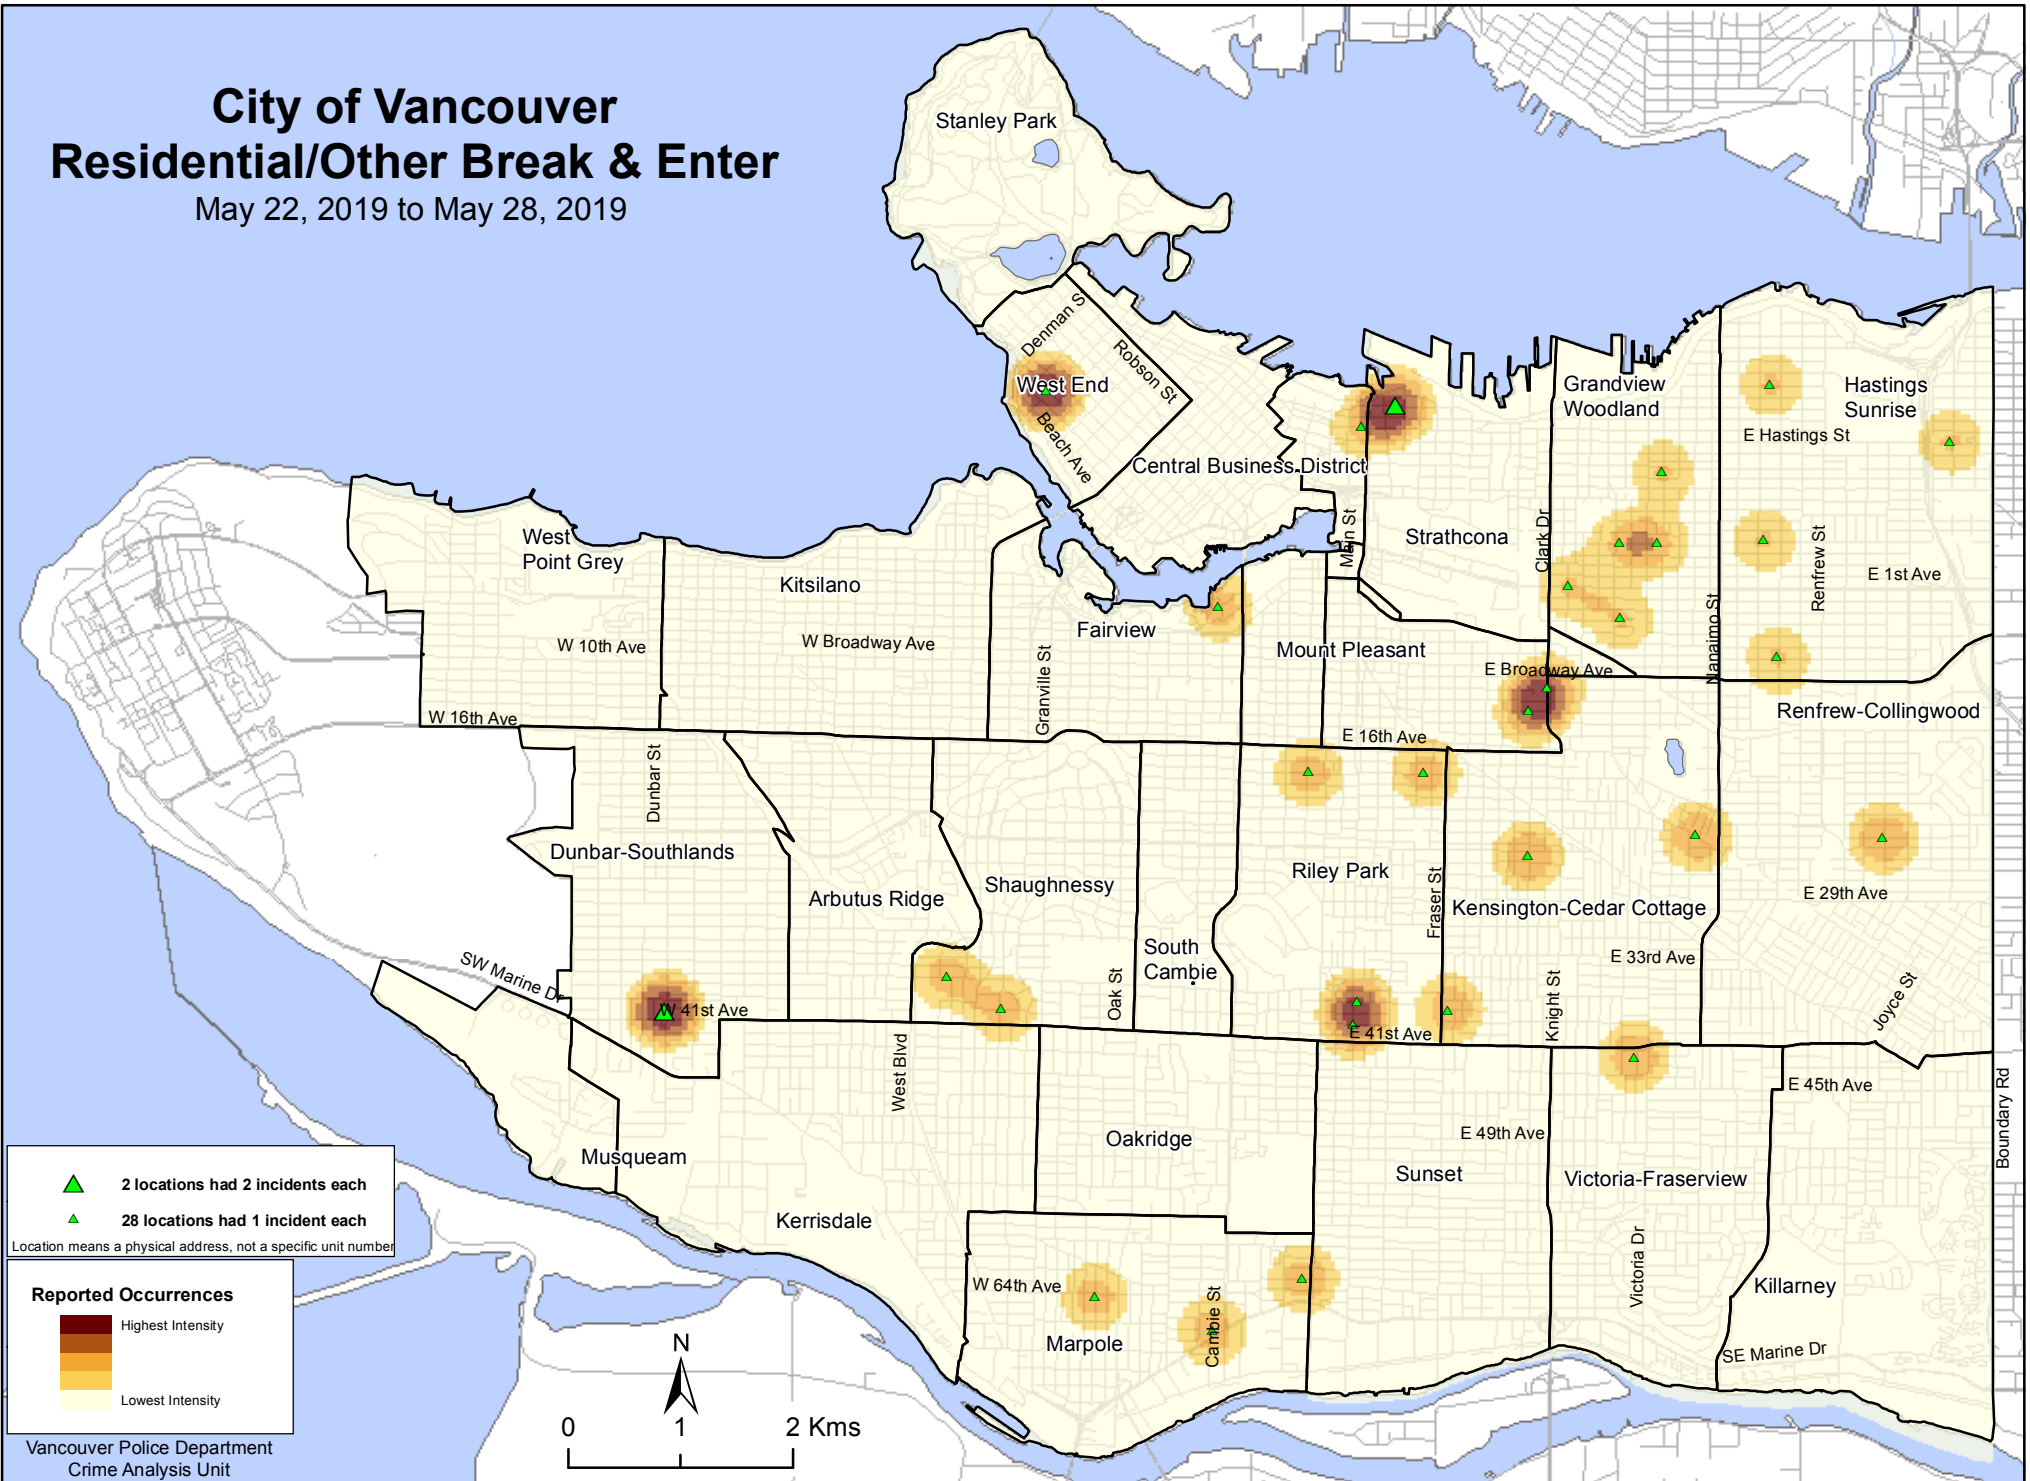 City of Vancouver
Residential/Other Break & Enter
May 22, 2019 to May 28, 2019
Stanley Park
Denman S
Robson St
West End
Beach Ave
Central Business District
Grandview
Woodland
Hastings
Sunrise
E Hastings St
West
Point Grey
Kitsilano
Fairview
Main St
Strathcona
Clark Dr
Nanaimo St
Renfrew St
E 1st Ave
W 10th Ave
W Broadway Ave
Granville St
Mount Pleasant
E Broadway Ave
W 16th Ave
E 16th Ave
Renfrew-Collingwood
Dunbar St
Dunbar-Southlands
Arbutus Ridge
Shaughnessy
Riley Park
Fraser St
Kensington-Cedar Cottage
E 29th Ave
South
Cambie
Oak St
E 33rd Ave
Knight St
Joyce St
SW Marine Dr
W 41st Ave
E 41st Ave
West Blvd
E 45th Ave
Boundary Rd
Oakridge
E 49th Ave
Musqueam
Sunset
Victoria-Fraserview
Kerrisdale
Victoria Dr
W 64th Ave
Cambie St
Killarney
Marpole
SE Marine Dr
2 locations had 2 incidents each
28 locations had 1 incident each
Location means a physical address, not a specific unit number
Reported Occurrences
Highest Intensity
Lowest Intensity
Vancouver Police Department
Crime Analysis Unit
N
0 1 2 Kms